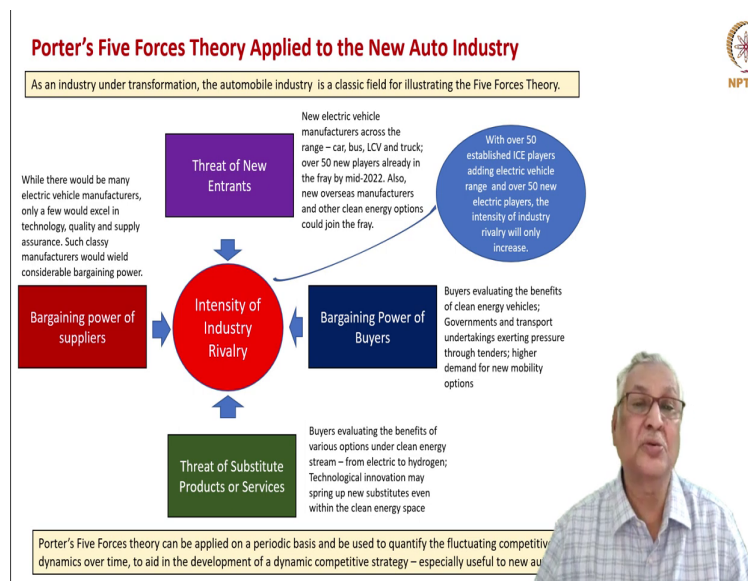 Porter's Five Forces Theory Applied to the New Auto Industry
NPT
As an industry under transformation, the automobile industry is a classic field for illustrating the Five Forces Theory.
Threat of New
Entrants
New electric vehicle
manufacturers across the
range – car, bus, LCV and truck;
over 50 new players already in
the fray by mid-2022. Also,
new overseas manufacturers
and other clean energy options
could join the fray.
With over 50
established ICE players
adding electric vehicle
range and over 50 new
electric players, the
intensity of industry
rivalry will only
increase.
While there would be many
electric vehicle manufacturers,
only a few would excel in
technology, quality and supply
assurance. Such classy
manufacturers would wield
considerable bargaining power.
Bargaining power of
suppliers
Intensity of
Industry
Rivalry
Bargaining Power of
Buyers
Buyers evaluating the benefits
of clean energy vehicles;
Governments and transport
undertakings exerting pressure
through tenders; higher
demand for new mobility
options
Threat of Substitute
Products or Services
Buyers evaluating the benefits of
various options under clean energy
stream – from electric to hydrogen;
Technological innovation may
spring up new substitutes even
within the clean energy space
Porter's Five Forces theory can be applied on a periodic basis and be used to quantify the fluctuating competitive
dynamics over time, to aid in the development of a dynamic competitive strategy – especially useful to new au